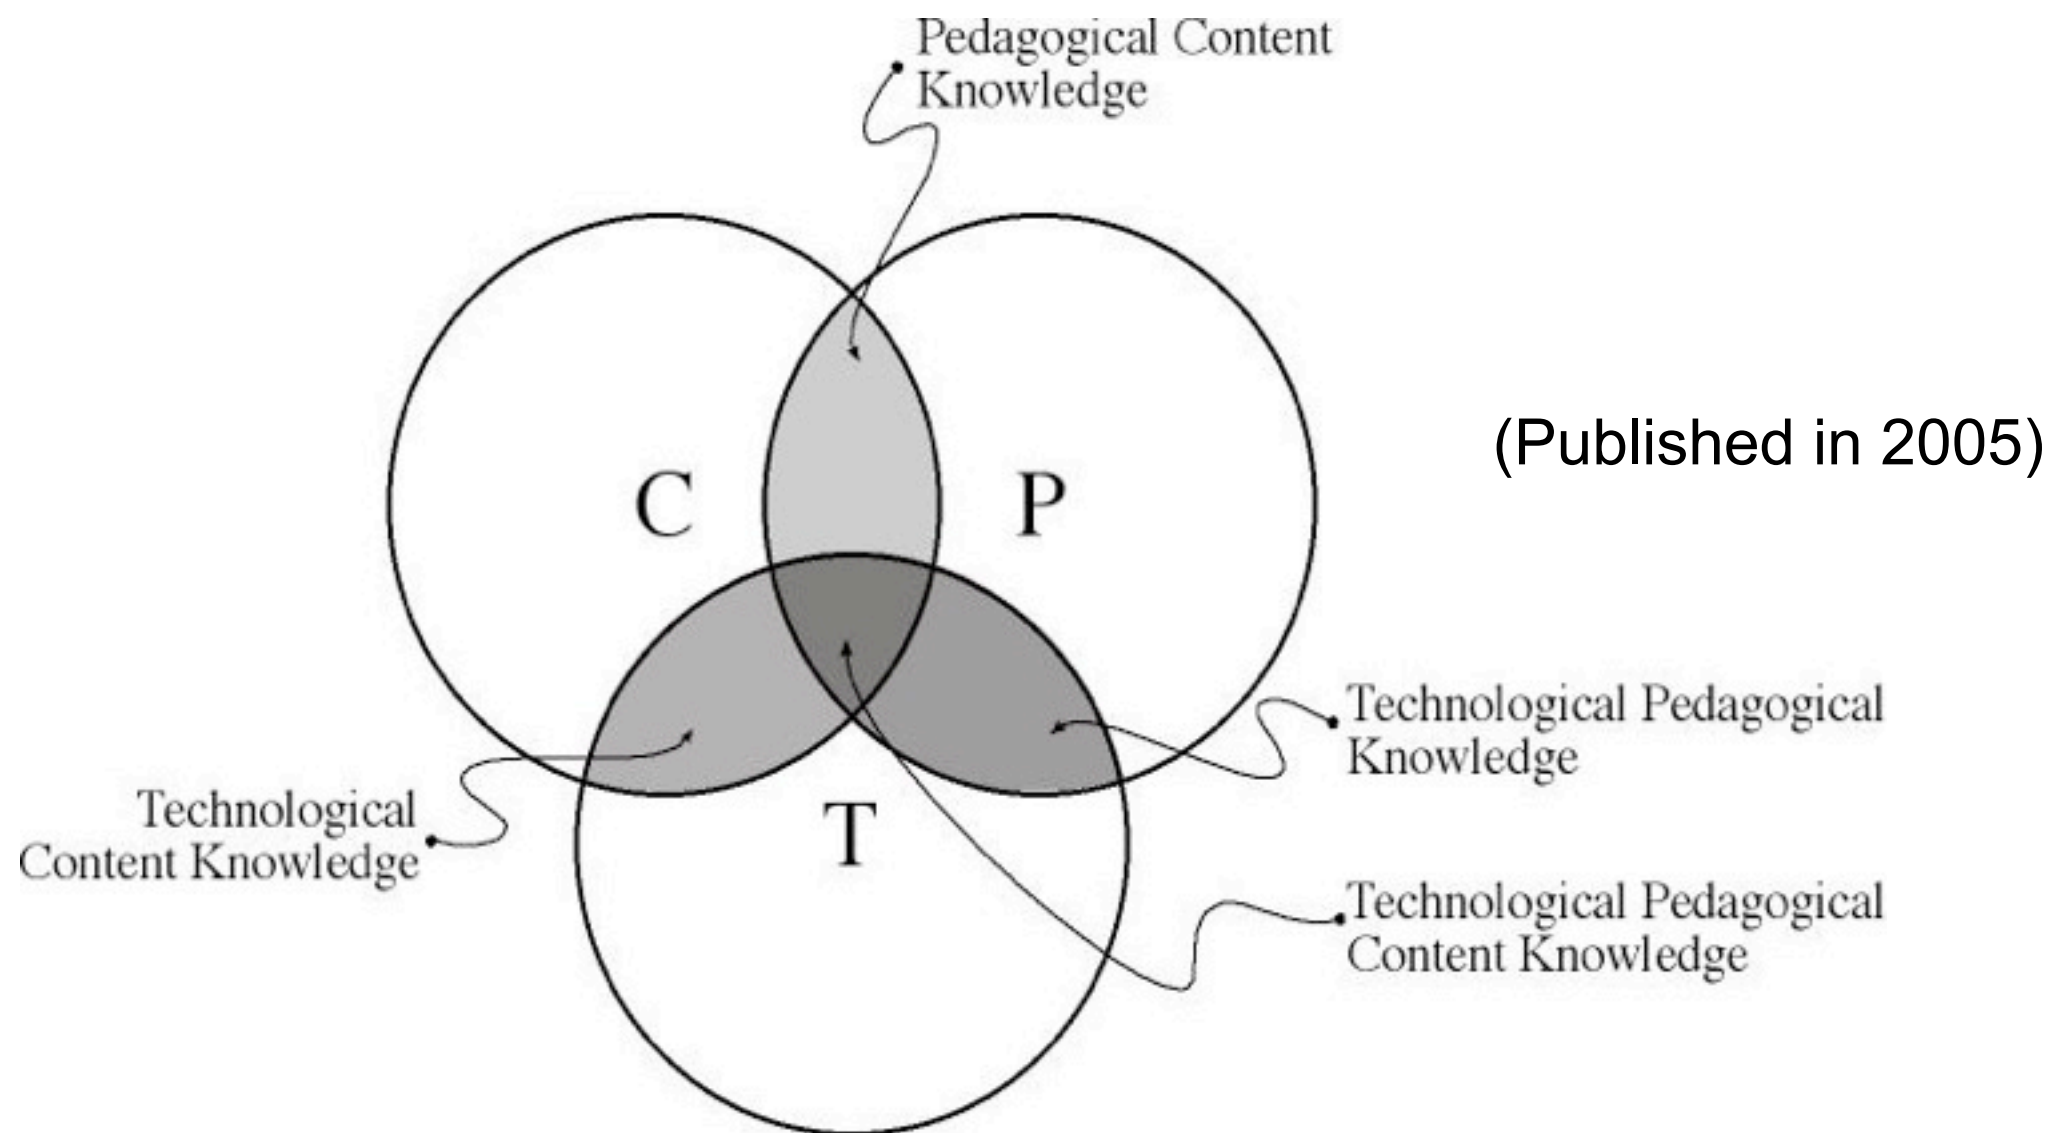 Pedagogical Content
Knowledge
C
P
(Published in 2005)
Technological Pedagogical
Knowledge
Technological
Content Knowledge
T
Technological Pedagogical
Content Knowledge